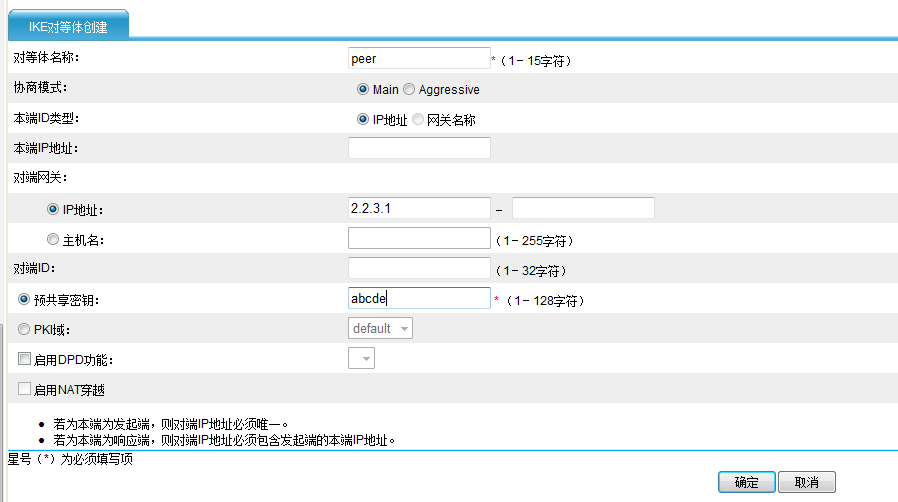 IKE对等体创建
对等体名称： peer *（1－15字符）
协商模式： Main Aggressive
本端ID类型： IP地址 网关名称
本端IP地址：
对端网关：
IP地址： 2.2.3.1 －
主机名： （1－255字符）
对端ID： （1－32字符）
预共享密钥： abcde *（1－128字符）
PKI域： default
启用DPD功能：
启用NAT穿越
● 若为本端为发起端，则对端IP地址必须唯一。
● 若为本端为响应端，则对端IP地址必须包含发起端的本端IP地址。
星号（*）为必须填写项
确定 取消